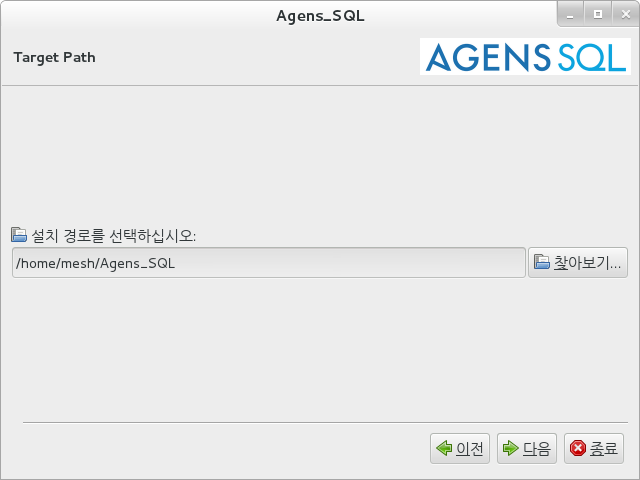 Agens_SQL
Target Path
AGENS SQL
설치 경로를 선택하십시오:
/home/mesh/Agens_SQL
찾아보기...
이전 다음 종료